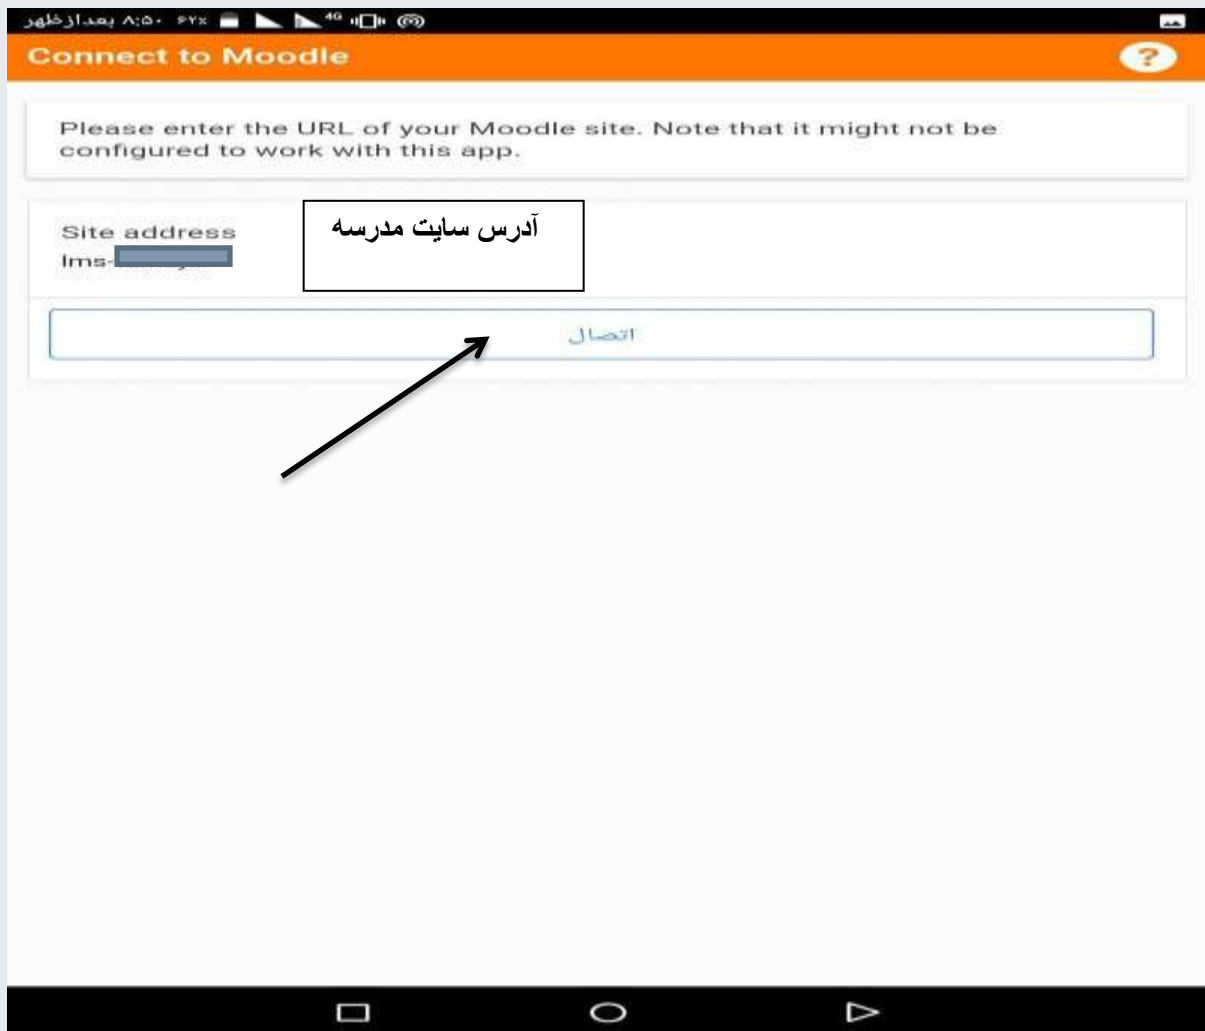 ۸:۵۰ بعدازظهر ۶۲٪ 4G
Connect to Moodle
?
Please enter the URL of your Moodle site. Note that it might not be
configured to work with this app.
Site address
lms-
آدرس سایت مدرسه
اتصال